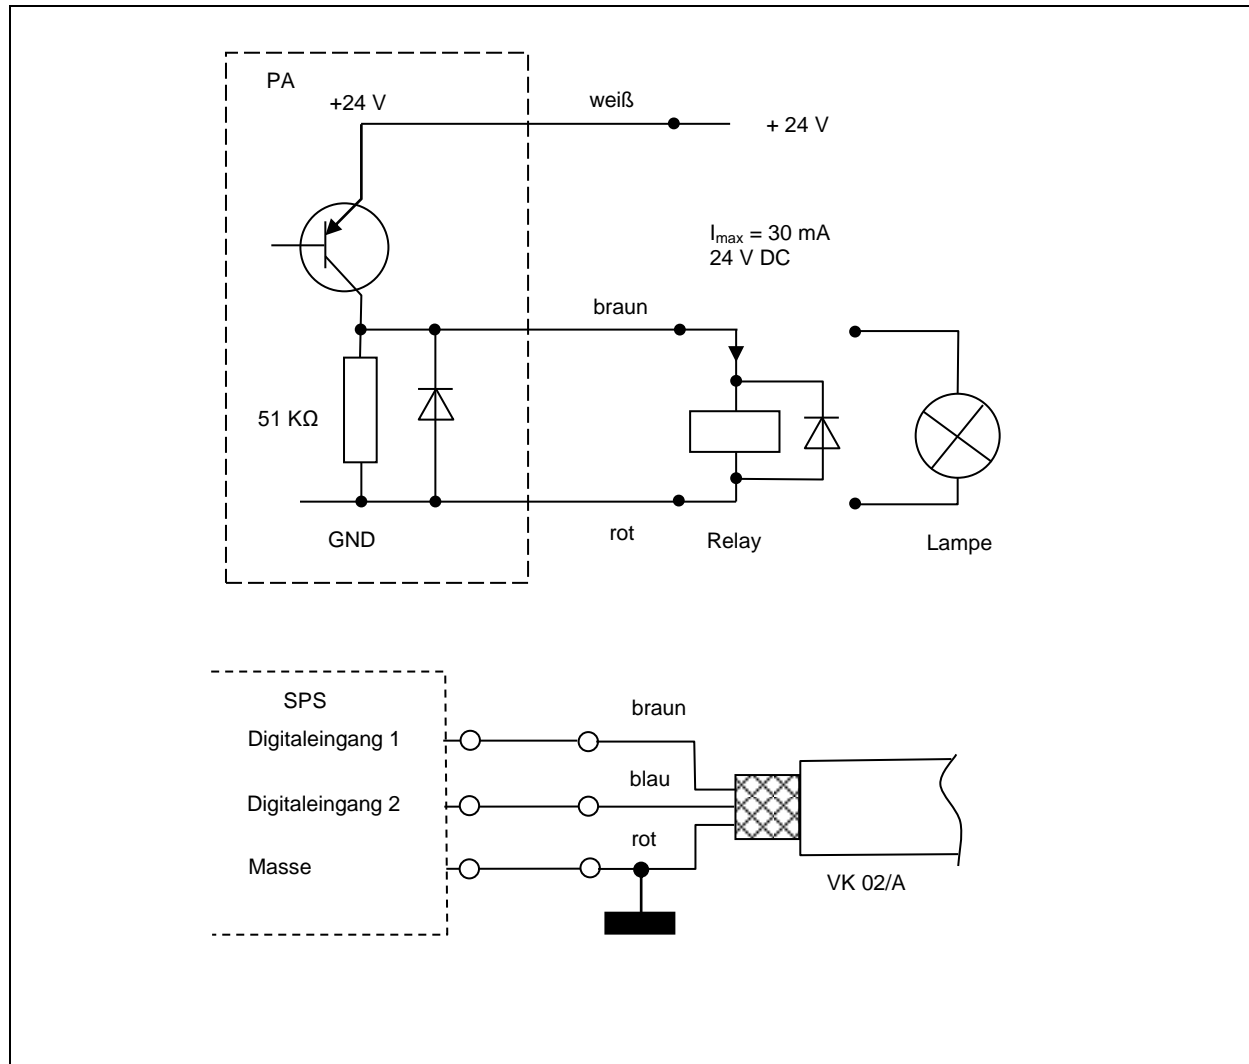 PA
+24 V
weiß
+ 24 V
Imax = 30 mA
24 V DC
braun
51 KΩ
GND
rot
Relay
Lampe
SPS
braun
Digitaleingang 1
blau
Digitaleingang 2
rot
Masse
VK 02/A